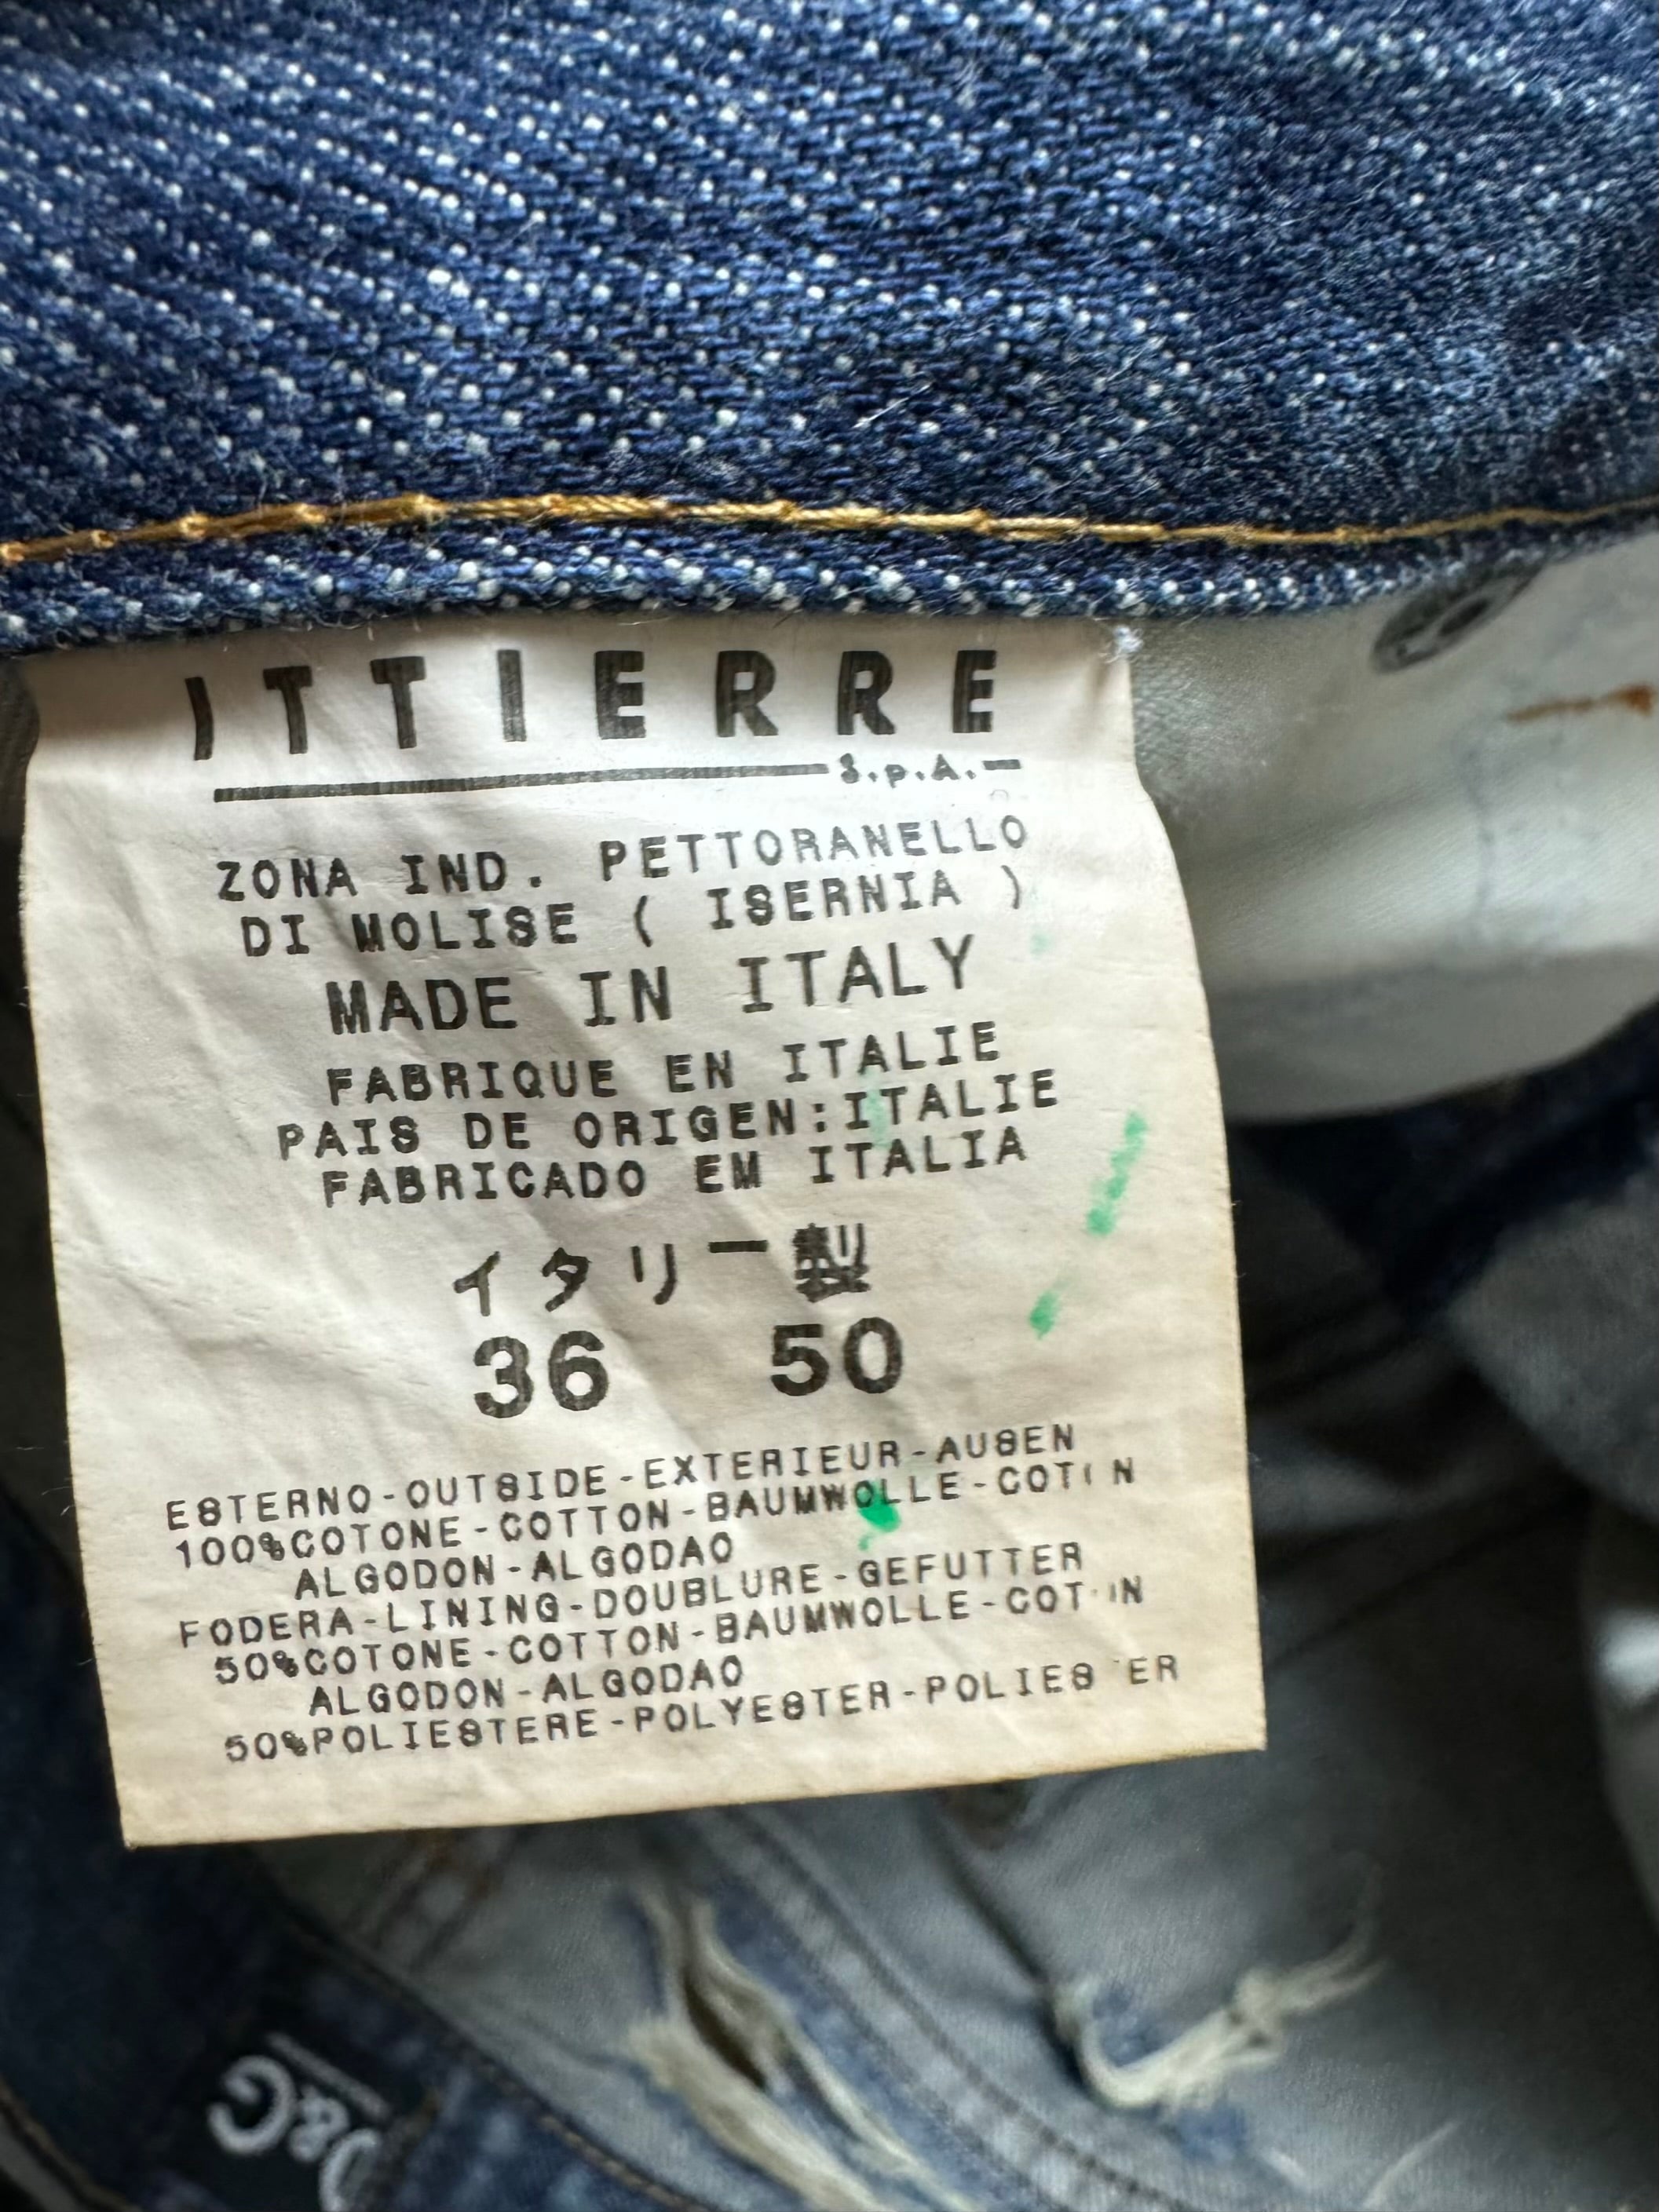 ITTIERRE
S.p.A.
ZONA IND. PETTORANELLO
DI MOLISE ( ISERNIA )
MADE IN ITALY
FABRIQUE EN ITALIE
PAIS DE ORIGEN:ITALIE
FABRICADO EM ITALIA
イタリー製
36 50
ESTERNO-OUTSIDE-EXTERIEUR-AUSEN
100%COTONE-COTTON-BAUMWOLLE-COTON
ALGODON-ALGODAO
FODERA-LINING-DOUBLURE-GEFUTTER
50%COTONE-COTTON-BAUMWOLLE-COTON
ALGODON-ALGODAO
50%POLIESTERE-POLYESTER-POLIESTER
D&G